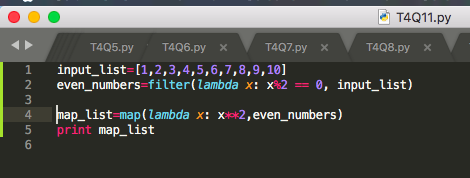 T4Q11.py
T4Q5.py T4Q6.py T4Q7.py T4Q8.py
1 input_list=[1,2,3,4,5,6,7,8,9,10]
2 even_numbers=filter(lambda x: x%2 == 0, input_list)
3
4 map_list=map(lambda x: x**2,even_numbers)
5 print map_list
6